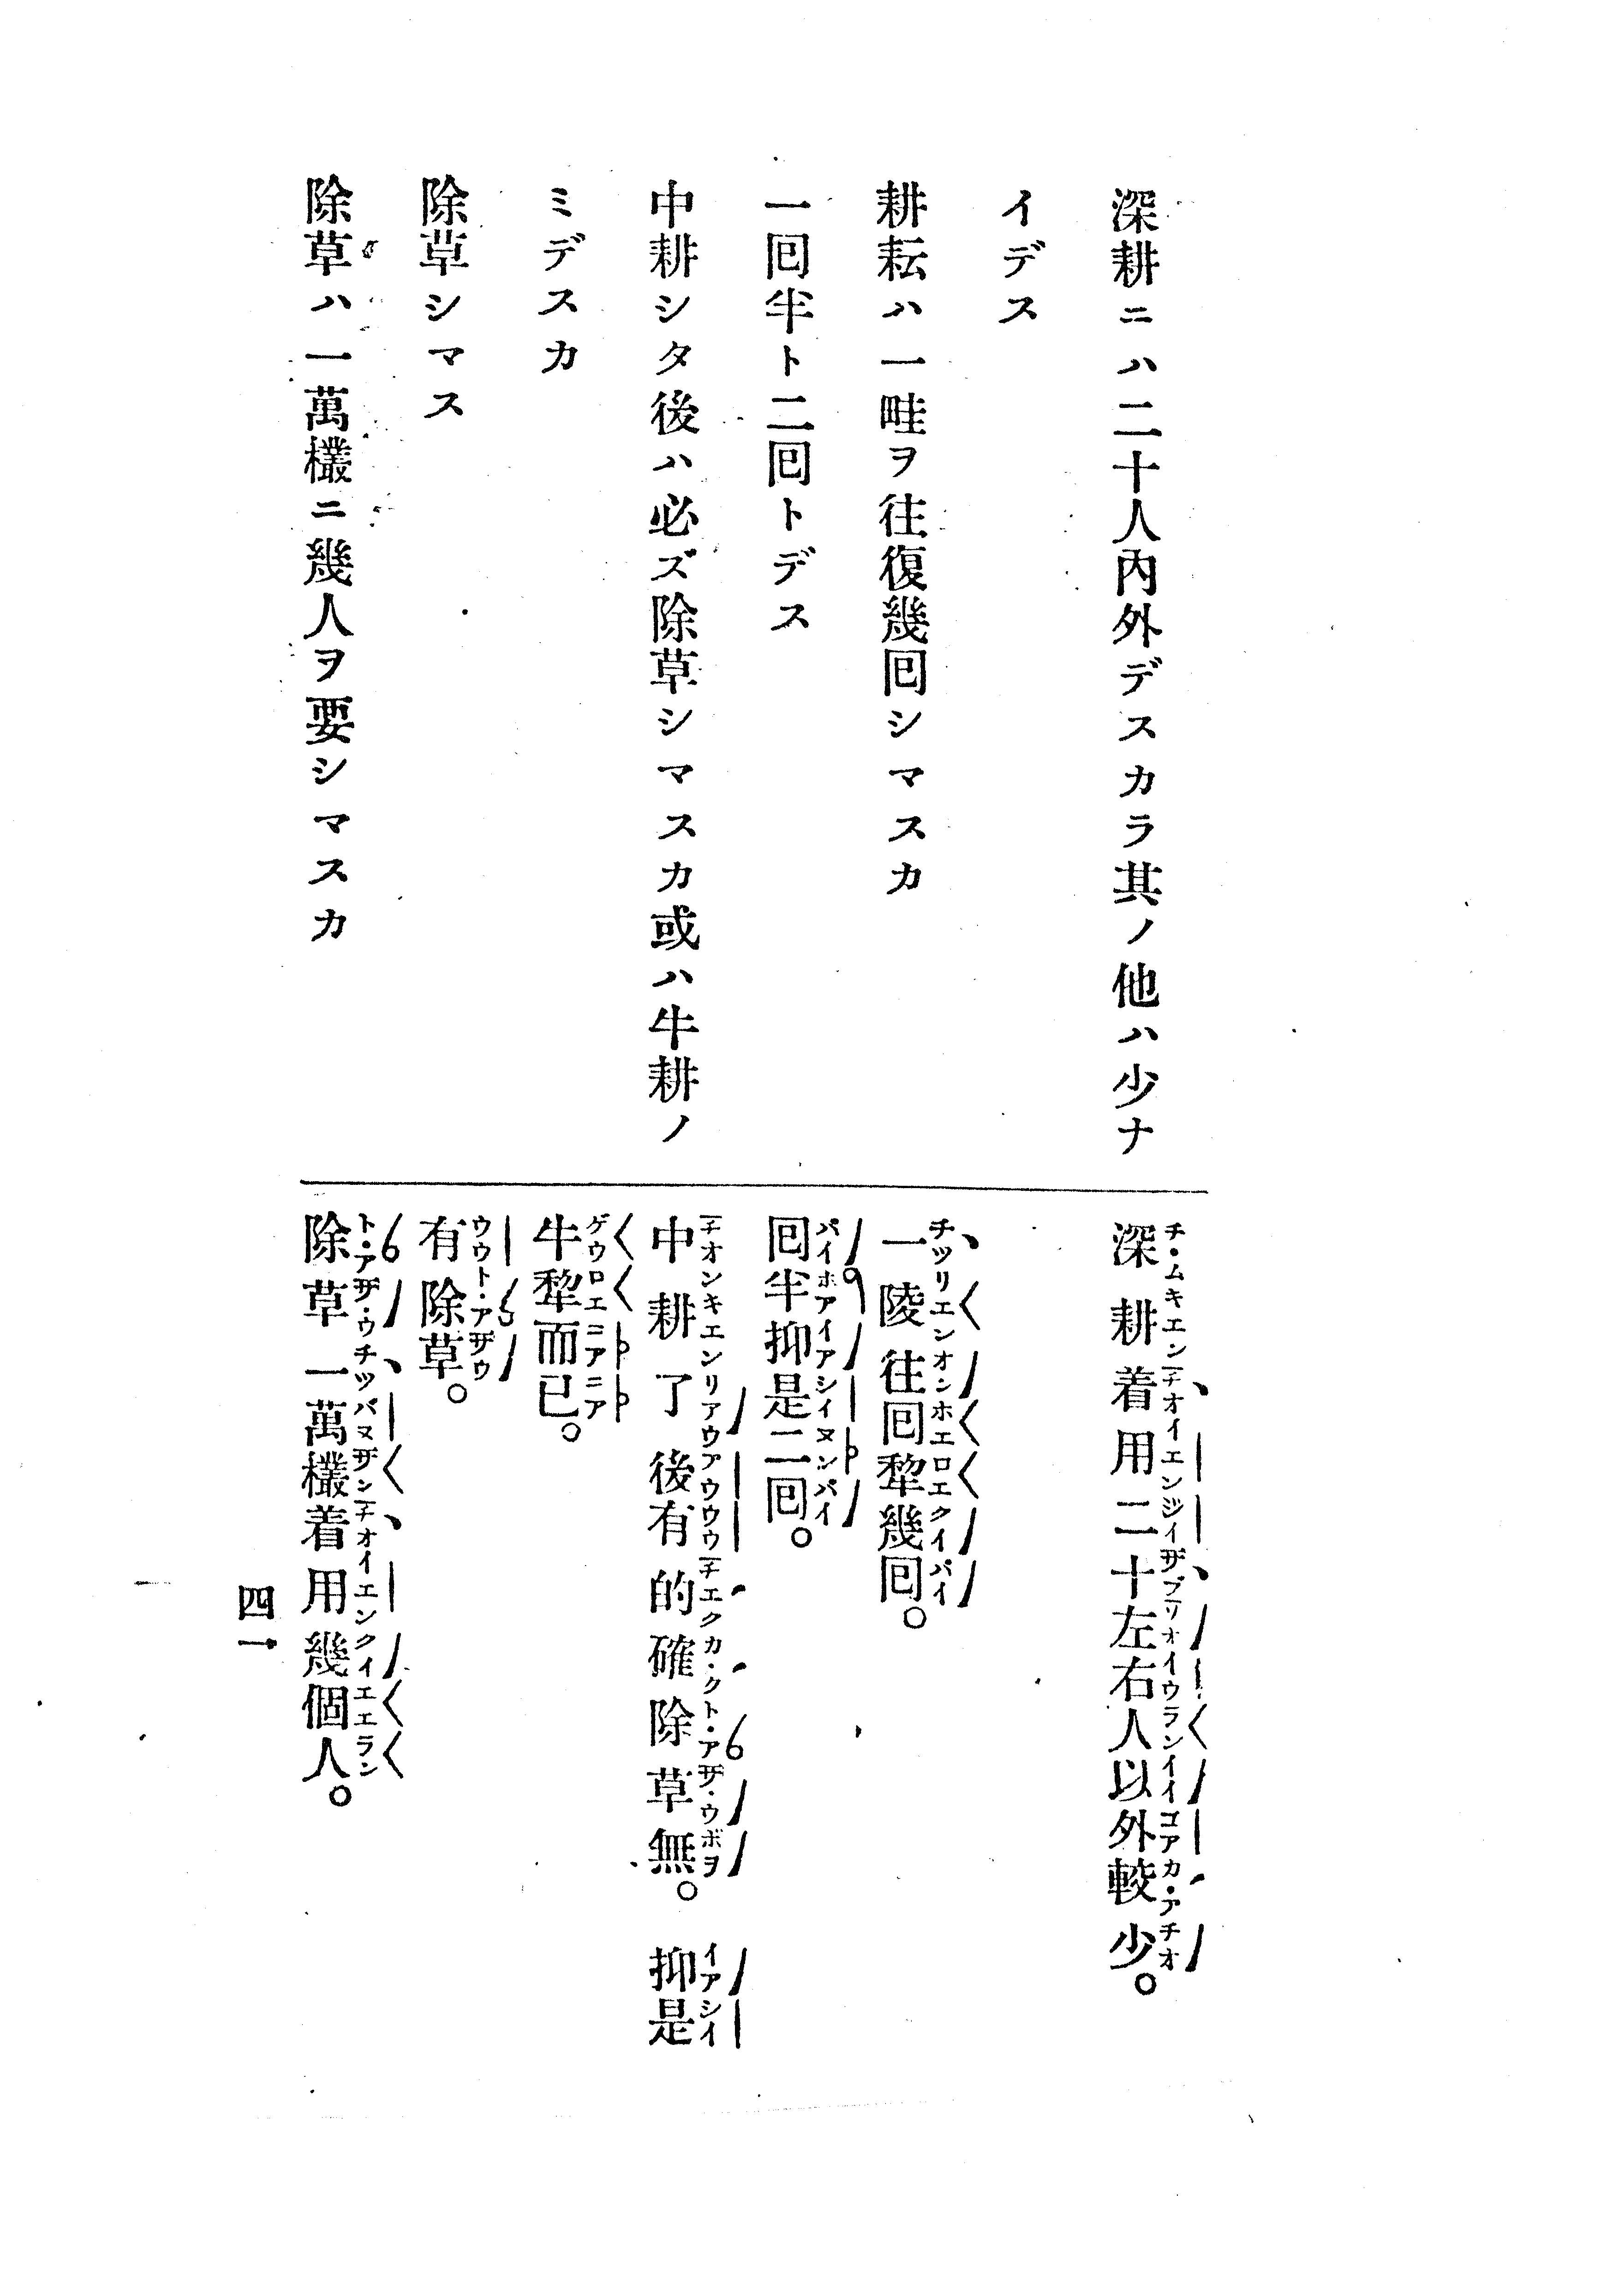 深耕ニハ二十人內外デスカラ其ノ他ハ少ナ
イデス
耕耘ハ一畦ヲ往復幾囘シマスカ
一囘半ト二囘トデス
中耕シタ後ハ必ズ除草シマスカ或ハ牛耕ノ
ミデスカ
除草シマス
除草ハ一萬欉ニ幾人ヲ要シマスカ
深耕着用二十左右人以外較少。
一陵往囘犂幾囘。
囘半抑是二囘。
中耕了後有的確除草無。 抑是
牛犂而已。
有除草。
除草一萬欉着用幾個人。
四一